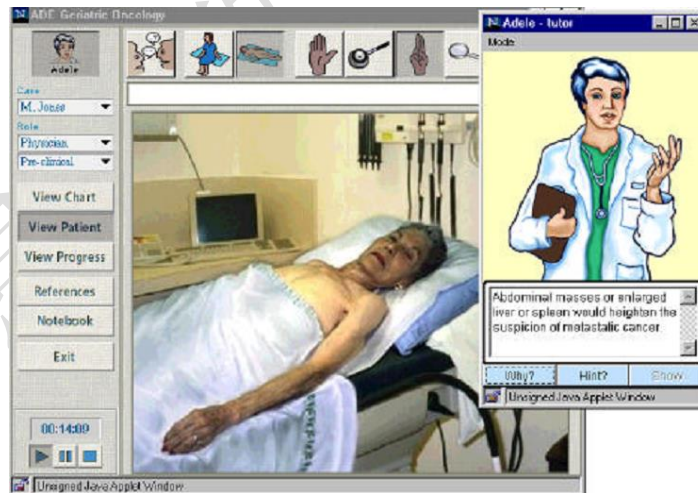 ADE Geriatric Oncology
Adele
Case
M. Jones
Role
Physician
Pre-clinical
View Chart
View Patient
View Progress
References
Notebook
Exit
00:14:09
Unsigned Java Applet Window
Adele - tutor
Mode
Abdominal masses or enlarged
liver or spleen would heighten the
suspicion of metastatic cancer.
Why?
Hint?
Show
Unsigned Java Applet Window